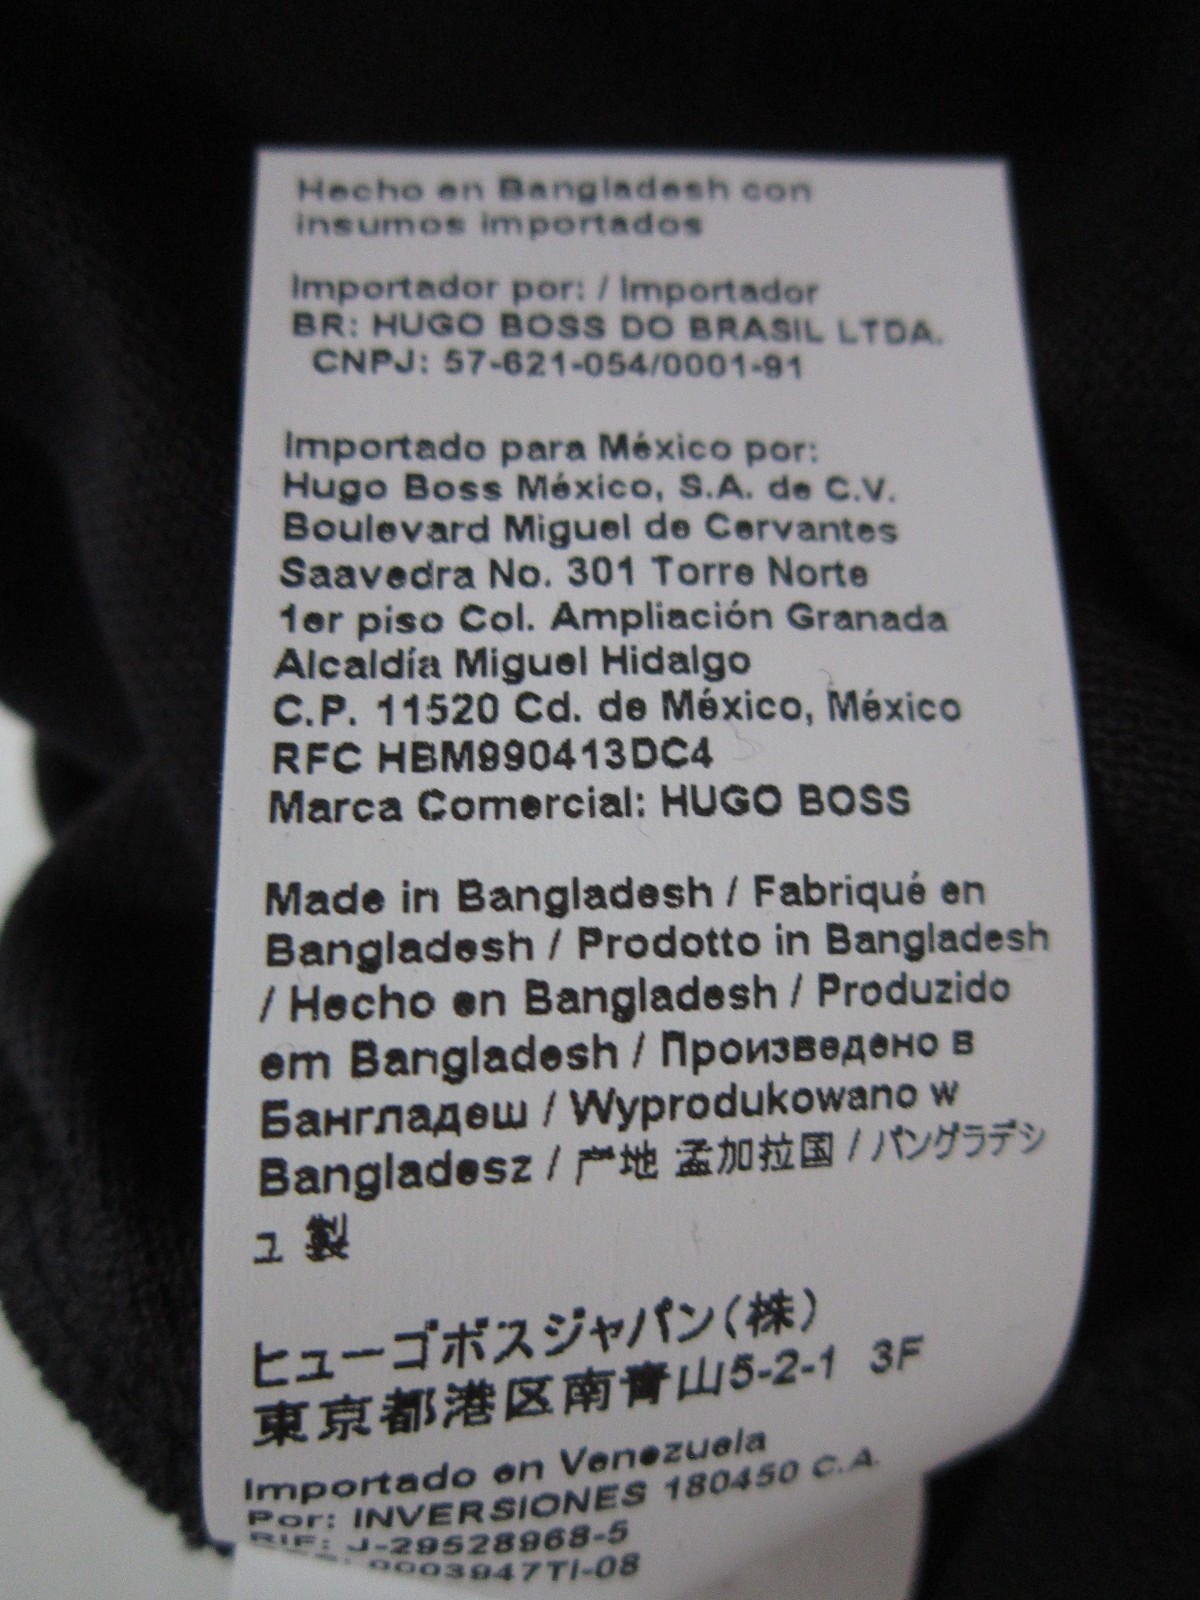 Hecho en Bangladesh con
insumos importados
Importador por: / Importador
BR: HUGO BOSS DO BRASIL LTDA.
CNPJ: 57-621-054/0001-91
Importado para México por:
Hugo Boss México, S.A. de C.V.
Boulevard Miguel de Cervantes
Saavedra No. 301 Torre Norte
1er piso Col. Ampliación Granada
Alcaldía Miguel Hidalgo
C.P. 11520 Cd. de México, México
RFC HBM990413DC4
Marca Comercial: HUGO BOSS
Made in Bangladesh / Fabriqué en
Bangladesh / Prodotto in Bangladesh
/ Hecho en Bangladesh / Produzido
em Bangladesh / Произведено в
Бангладеш / Wyprodukowano w
Bangladesz / 产地 孟加拉国 / バングラデシ
ュ 製
ヒューゴボスジャパン(株)
東京都港区南青山5-2-1 3F
Importado en Venezuela
Por: INVERSIONES 180450 C.A.
RIF: J-29528968-5
0003947TI-08